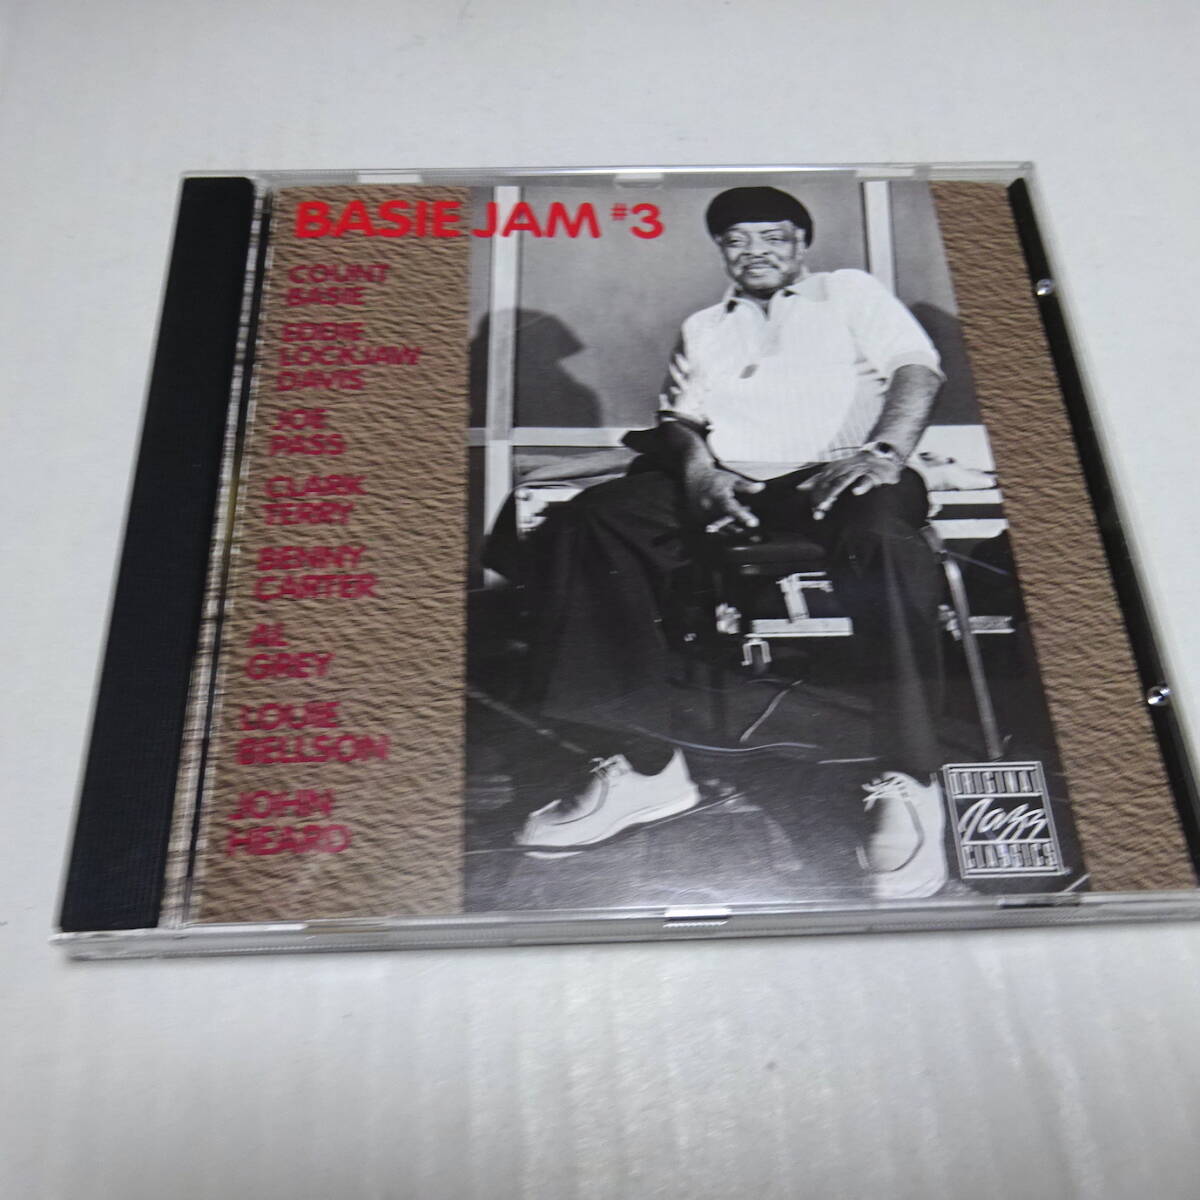 BASIE JAM #3
COUNT
BASIE
EDDIE
LOCKJAW
DAVIS
JOE
PASS
CLARK
TERRY
BENNY
CARTER
AL
GREY
LOUIE
BELLSON
JOHN
HEARD
ORIGINAL
Jazz
CLASSICS